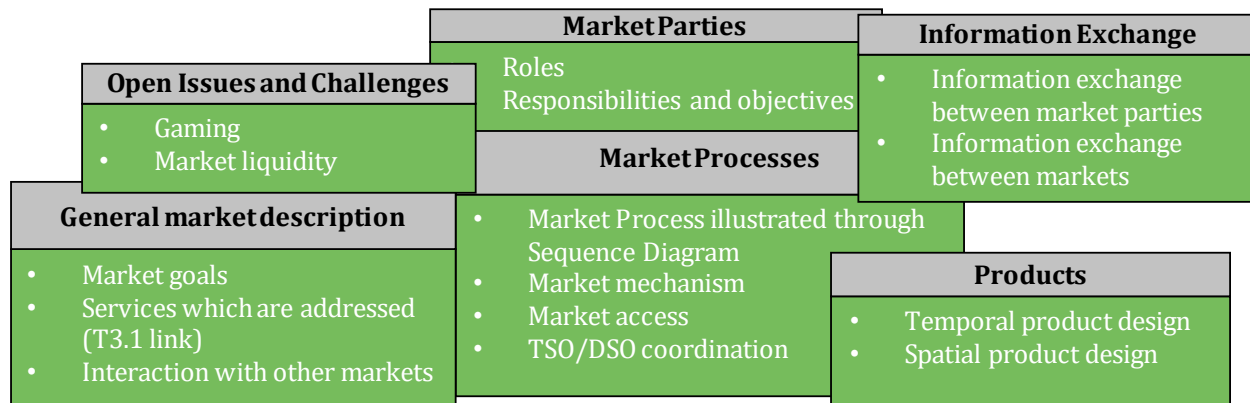 Market Parties
Roles
Responsibilities and objectives
Information Exchange
• Information exchange
between market parties
• Information exchange
between markets
Open Issues and Challenges
• Gaming
• Market liquidity
Market Processes
• Market Process illustrated through
Sequence Diagram
• Market mechanism
• Market access
• TSO/DSO coordination
General market description
• Market goals
• Services which are addressed
(T3.1 link)
• Interaction with other markets
Products
• Temporal product design
• Spatial product design